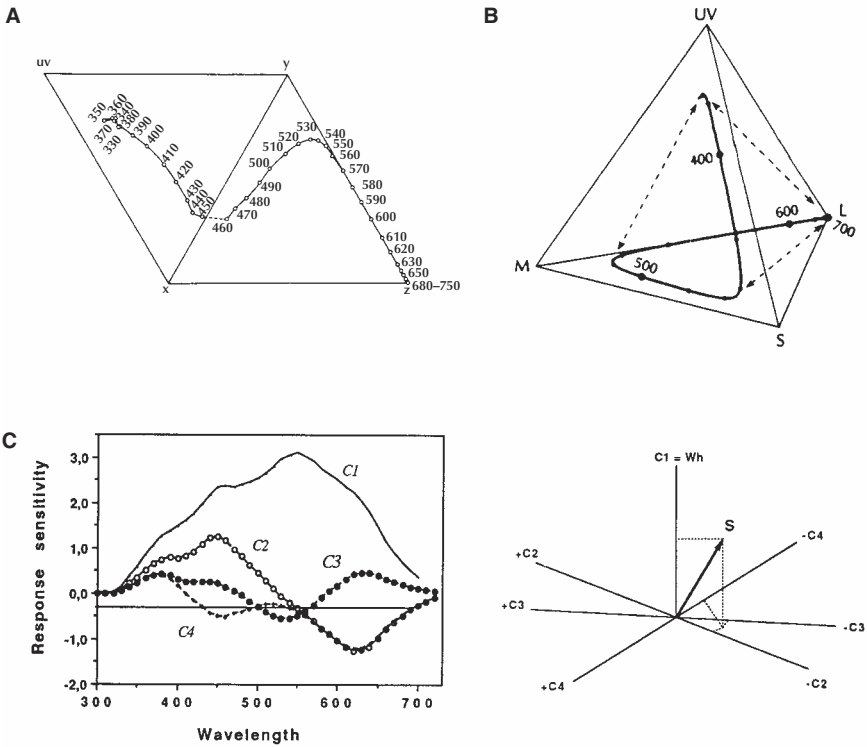 A
uv
y
350
360
340
370
380
330
390
400
410
420
430
440
450
460
470
480
490
500
510
520
530
540
550
560
570
580
590
600
610
620
630
650
680–750
x
z
B
UV
400
600
L
700
M
500
S
C
Response sensitivity
3,0
2,0
1,0
0,0
-1,0
-2,0
C1
C2
C3
C4
300 400 500 600 700
Wavelength
C1 = Wh
S
-C4
+C2
+C3
-C3
+C4
-C2